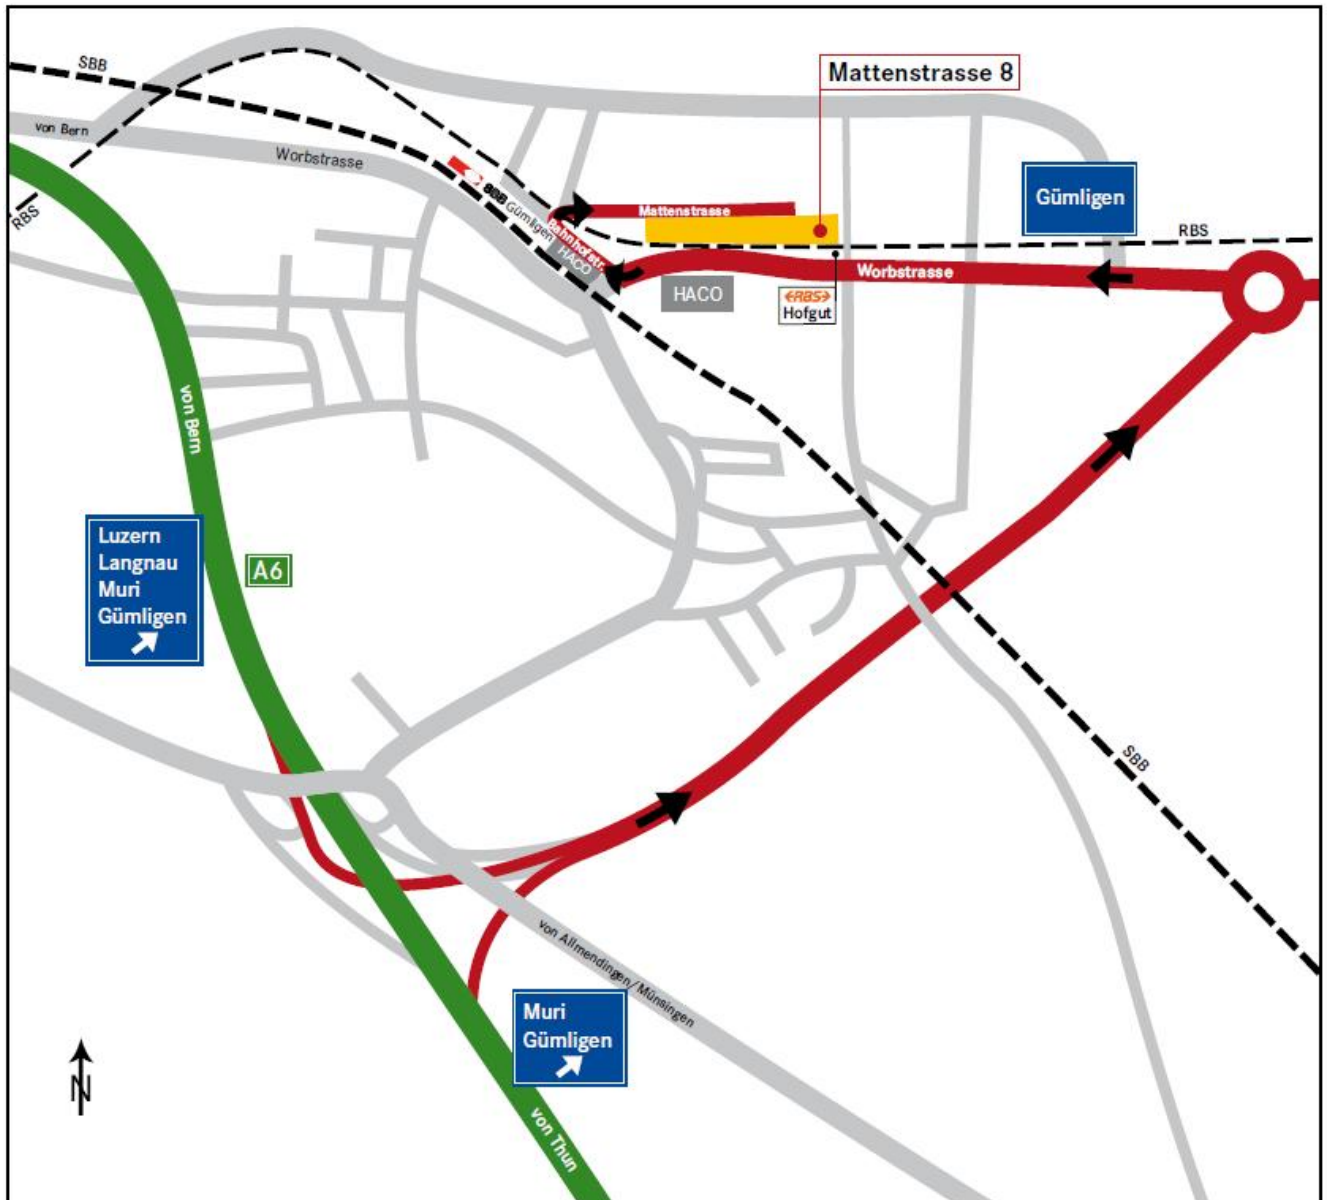 SBB
Mattenstrasse 8
von Bern
Worbstrasse
SBB Gümligen
Gümligen
RBS
Mattenstrasse
RBS
Bahnhofstr.
HACO
Worbstrasse
HACO
RBS
Hofgut
von Bern
Luzern
Langnau
Muri
Gümligen
A6
SBB
von Allmendingen/Münsingen
Muri
Gümligen
N
von Thun